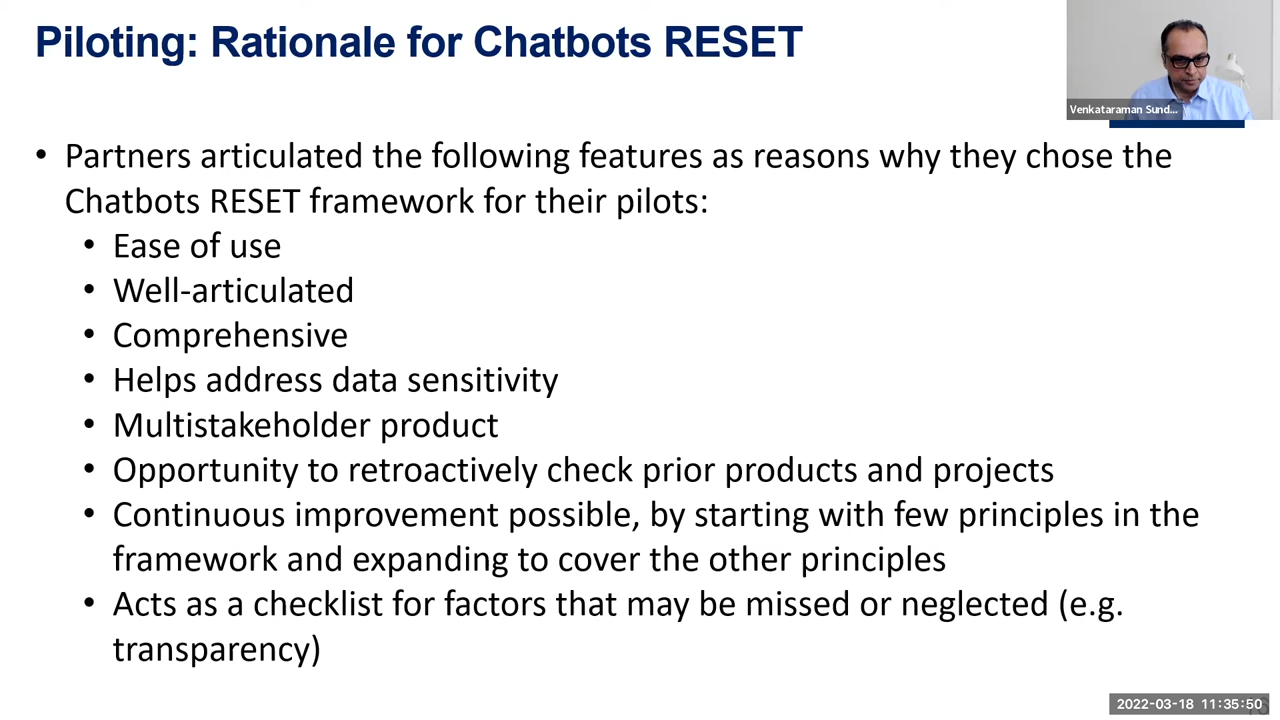 Piloting: Rationale for Chatbots RESET
Venkataraman Sund...
• Partners articulated the following features as reasons why they chose the
Chatbots RESET framework for their pilots:
• Ease of use
• Well-articulated
• Comprehensive
• Helps address data sensitivity
• Multistakeholder product
• Opportunity to retroactively check prior products and projects
• Continuous improvement possible, by starting with few principles in the
framework and expanding to cover the other principles
• Acts as a checklist for factors that may be missed or neglected (e.g.
transparency)
2022-03-18 11:35:50